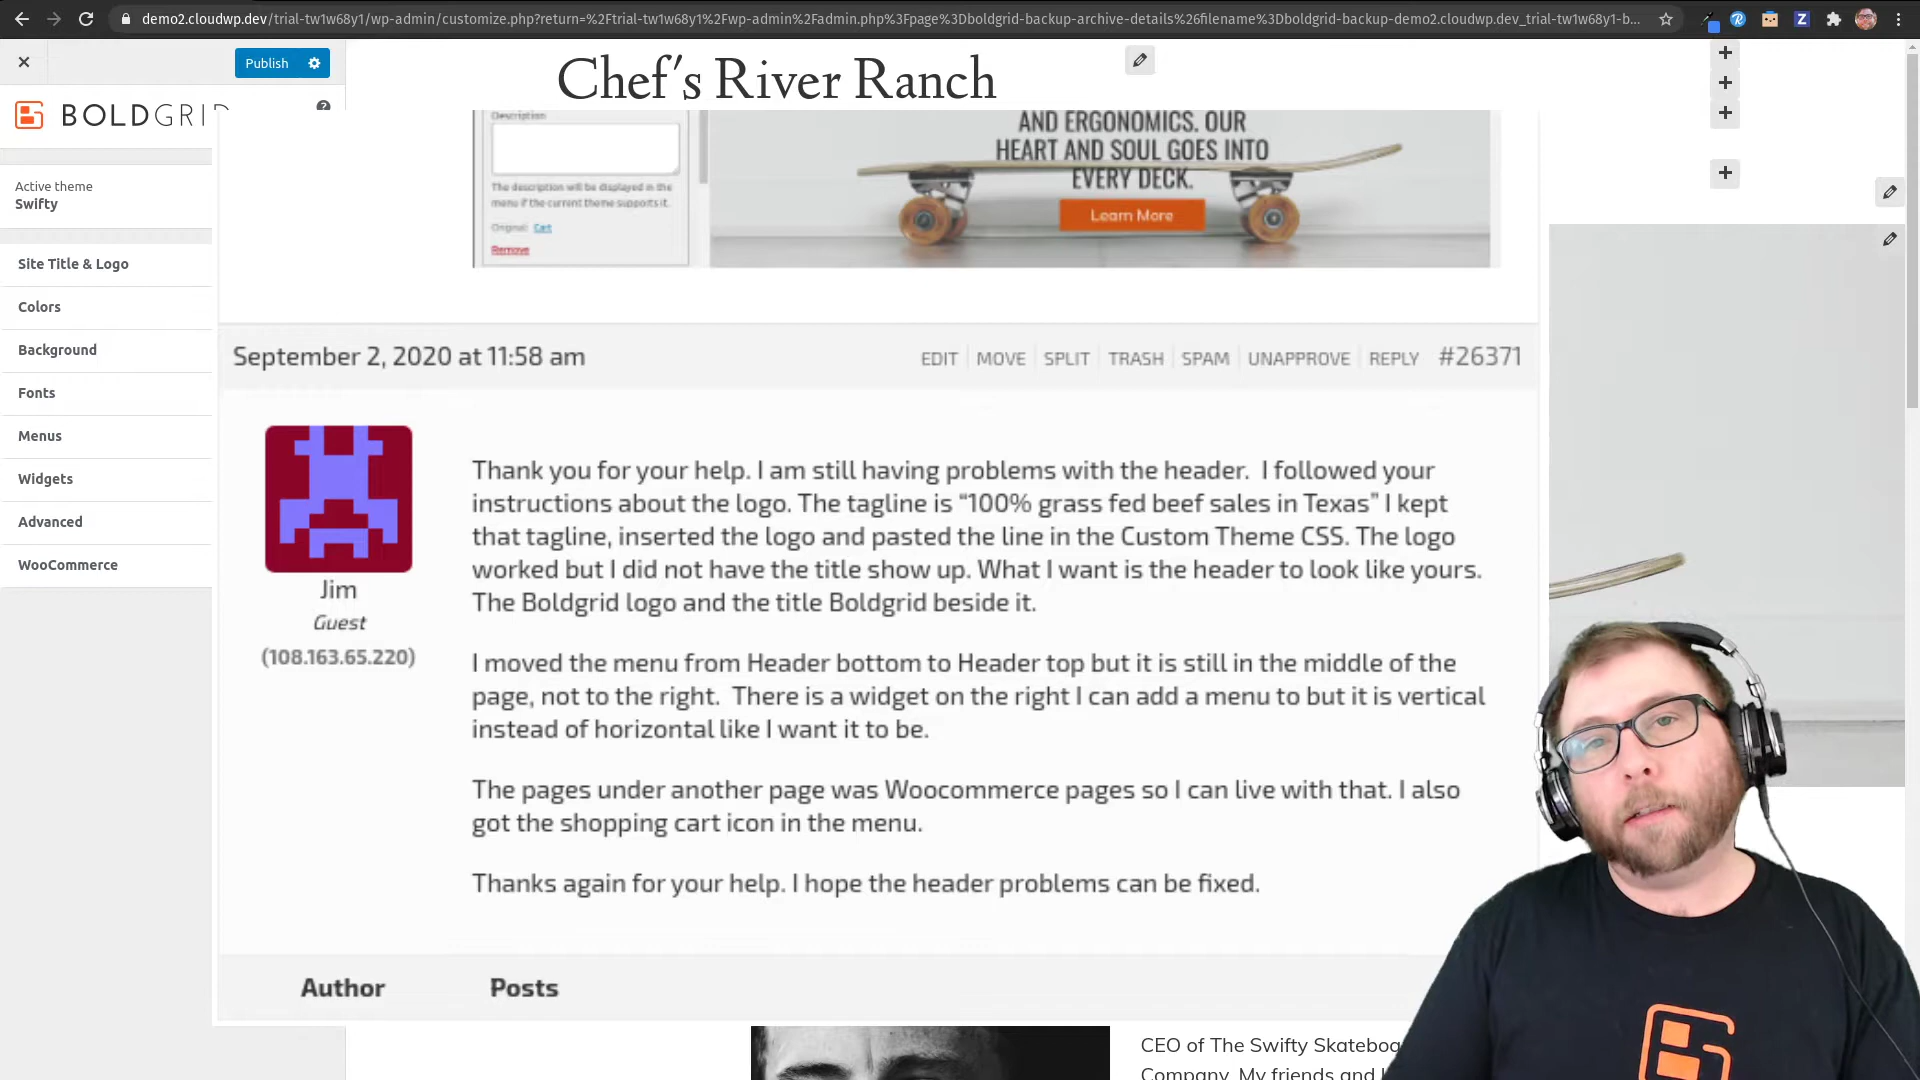 demo2.cloudwp.dev/trial-tw1w68y1/wp-admin/customize.php?return=%2Ftrial-tw1w68y1%2Fwp-admin%2Fadmin.php%3Fpage%3Dboldgrid-backup-archive-details%26filename%3Dboldgrid-backup-demo2.cloudwp.dev_trial-tw1w68y1-b...
Publish
Chef's River Ranch
BOLDGRID
Active theme
Swifty
Site Title & Logo
Colors
Background
Fonts
Menus
Widgets
Advanced
WooCommerce
Description
The description will be displayed in the
menu if the current theme supports it.
Original: Cart
Remove
AND ERGONOMICS. OUR
HEART AND SOUL GOES INTO
EVERY DECK.
Learn More
September 2, 2020 at 11:58 am
EDIT MOVE SPLIT TRASH SPAM UNAPPROVE REPLY #26371
Jim
Guest
(108.163.65.220)
Thank you for your help. I am still having problems with the header. I followed your
instructions about the logo. The tagline is “100% grass fed beef sales in Texas” I kept
that tagline, inserted the logo and pasted the line in the Custom Theme CSS. The logo
worked but I did not have the title show up. What I want is the header to look like yours.
The Boldgrid logo and the title Boldgrid beside it.
I moved the menu from Header bottom to Header top but it is still in the middle of the
page, not to the right. There is a widget on the right I can add a menu to but it is vertical
instead of horizontal like I want it to be.
The pages under another page was Woocommerce pages so I can live with that. I also
got the shopping cart icon in the menu.
Thanks again for your help. I hope the header problems can be fixed.
Author Posts
CEO of The Swifty
Company. My friends and